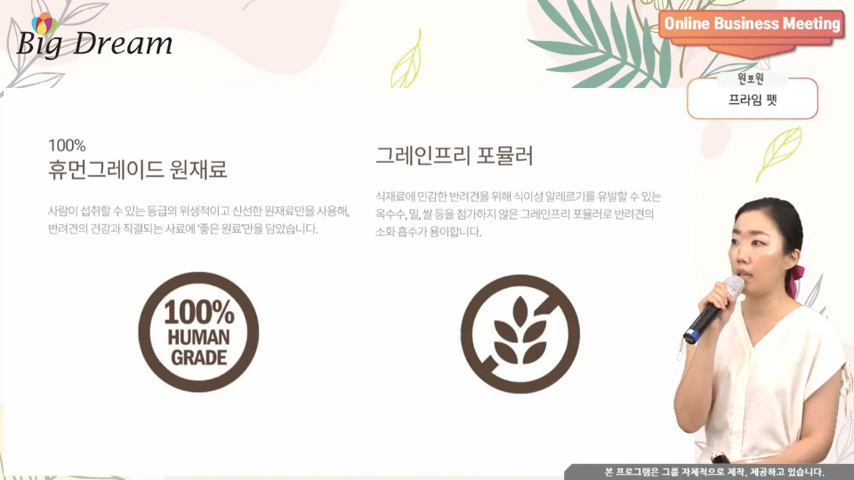 Big Dream
Online Business Meeting
원포원
프라임 펫
100%
휴먼그레이드 원재료
사람이 섭취할 수 있는 등급의 위생적이고 신선한 원재료만을 사용해,
반려견의 건강과 직결되는 사료에 '좋은 원료'만을 담았습니다.
100%
HUMAN
GRADE
그레인프리 포뮬러
식재료에 민감한 반려견을 위해 식이성 알레르기를 유발할 수 있는
옥수수, 밀, 쌀 등을 첨가하지 않은 그레인프리 포뮬러로 반려견의
소화 흡수가 용이합니다.
본 프로그램은 그룹 자체적으로 제작, 제공하고 있습니다.